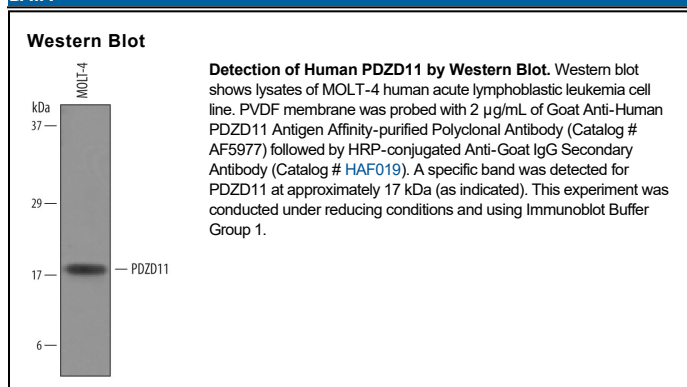 Western Blot
MOLT-4
kDa
37
29
17
6
PDZD11
Detection of Human PDZD11 by Western Blot. Western blot
shows lysates of MOLT-4 human acute lymphoblastic leukemia cell
line. PVDF membrane was probed with 2 µg/mL of Goat Anti-Human
PDZD11 Antigen Affinity-purified Polyclonal Antibody (Catalog #
AF5977) followed by HRP-conjugated Anti-Goat IgG Secondary
Antibody (Catalog # HAF019). A specific band was detected for
PDZD11 at approximately 17 kDa (as indicated). This experiment was
conducted under reducing conditions and using Immunoblot Buffer
Group 1.